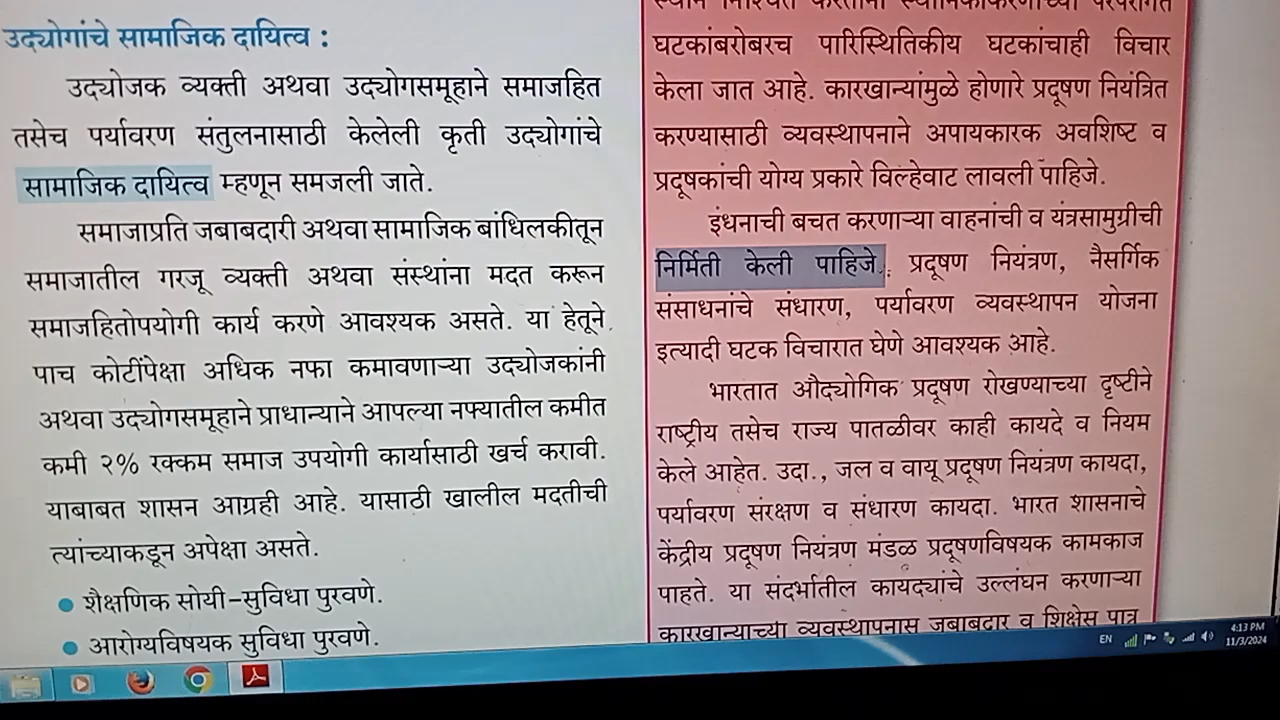 उद्योगांचे सामाजिक दायित्व :
उद्योजक व्यक्ती अथवा उद्योगसमूहाने समाजहित
तसेच पर्यावरण संतुलनासाठी केलेली कृती उद्योगांचे
सामाजिक दायित्व म्हणून समजली जाते.
समाजाप्रति जबाबदारी अथवा सामाजिक बांधिलकीतून
समाजातील गरजू व्यक्ती अथवा संस्थांना मदत करून
समाजहितोपयोगी कार्य करणे आवश्यक असते. या हेतूने
पाच कोटींपेक्षा अधिक नफा कमावणाऱ्या उद्योजकांनी
अथवा उद्योगसमूहाने प्राधान्याने आपल्या नफ्यातील कमीत
कमी २% रक्कम समाज उपयोगी कार्यासाठी खर्च करावी.
याबाबत शासन आग्रही आहे. यासाठी खालील मदतीची
त्यांच्याकडून अपेक्षा असते.
● शैक्षणिक सोयी-सुविधा पुरवणे.
● आरोग्यविषयक सुविधा पुरवणे.
घटकांबरोबरच पारिस्थितिकीय घटकांचाही विचार
केला जात आहे. कारखान्यांमुळे होणारे प्रदूषण नियंत्रित
करण्यासाठी व्यवस्थापनाने अपायकारक अवशिष्ट व
प्रदूषकांची योग्य प्रकारे विल्हेवाट लावली पाहिजे.
इंधनाची बचत करणाऱ्या वाहनांची व यंत्रसामुग्रीची
निर्मिती केली पाहिजे. प्रदूषण नियंत्रण, नैसर्गिक
संसाधनांचे संधारण, पर्यावरण व्यवस्थापन योजना
इत्यादी घटक विचारात घेणे आवश्यक आहे.
भारतात औद्योगिक प्रदूषण रोखण्याच्या दृष्टीने
राष्ट्रीय तसेच राज्य पातळीवर काही कायदे व नियम
केले आहेत. उदा., जल व वायू प्रदूषण नियंत्रण कायदा,
पर्यावरण संरक्षण व संधारण कायदा. भारत शासनाचे
केंद्रीय प्रदूषण नियंत्रण मंडळ प्रदूषणविषयक कामकाज
पाहते. या संदर्भातील कायद्यांचे उल्लंघन करणाऱ्या
कारखान्याच्या व्यवस्थापनास जबाबदार व शिक्षेस पात्र
EN
4:13 PM
11/3/2024